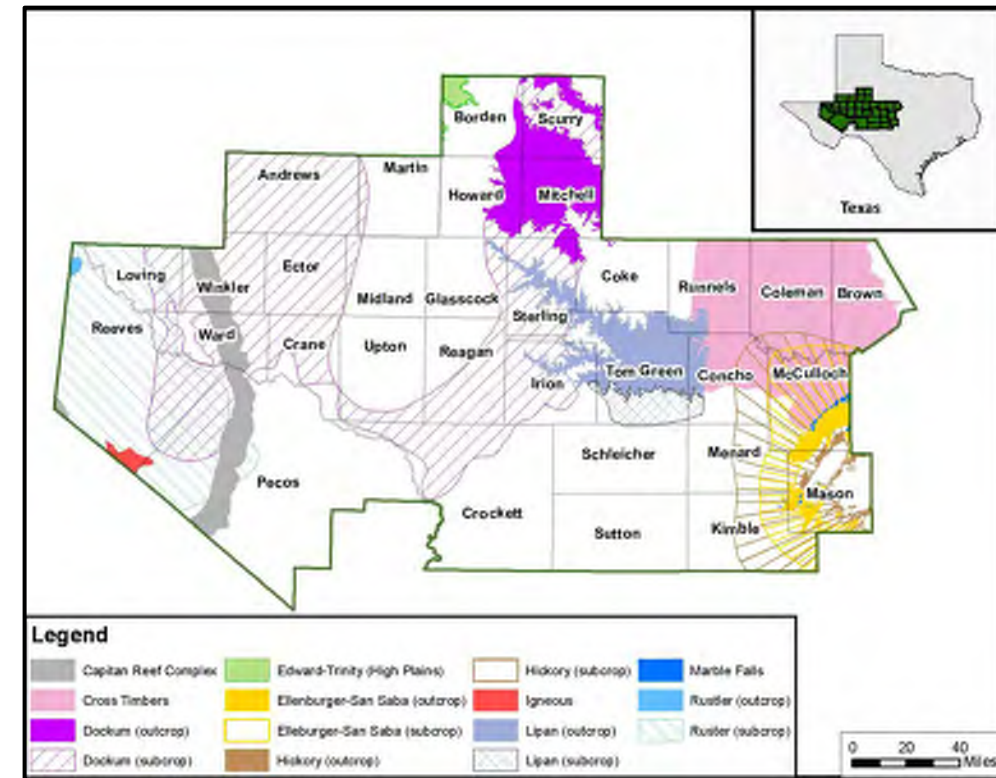 Texas
Borden
Scurry
Andrews
Martin
Howard
Mitchell
Loving
Winkler
Ector
Midland
Glasscock
Coke
Runnels
Coleman
Brown
Reeves
Ward
Crane
Upton
Reagan
Sterling
Irion
Tom Green
Concho
McCulloch
Pecos
Crockett
Schleicher
Menard
Mason
Sutton
Kimble
Legend
Capitan Reef Complex
Cross Timbers
Dockum (outcrop)
Dockum (subcrop)
Edward-Trinity (High Plains)
Ellenburger-San Saba (outcrop)
Elleburger-San Saba (subcrop)
Hickory (outcrop)
Hickory (subcrop)
Igneous
Lipan (outcrop)
Lipan (subcrop)
Marble Falls
Rustler (outcrop)
Ruster (subcrop)
0 20 40
Miles